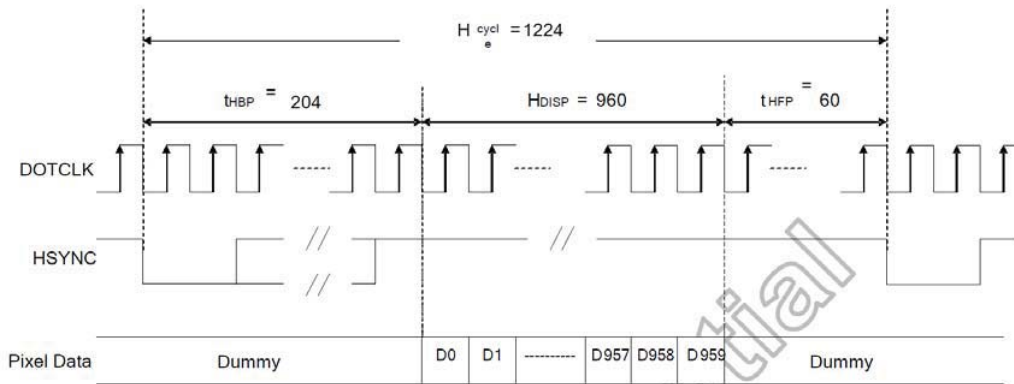 H cycl e = 1224
tHBP = 204
HDISP = 960
tHFP = 60
DOTCLK
HSYNC
Pixel Data
Dummy
D0
D1
----------
D957
D958
D959
Dummy
tial